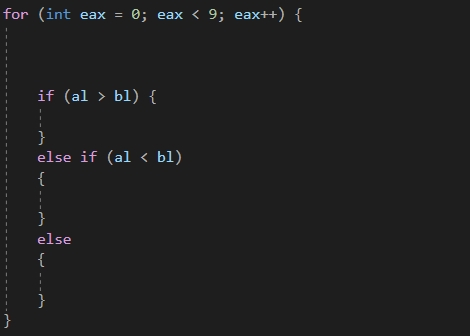 for (int eax = 0; eax < 9; eax++) {
if (al > bl) {
}
else if (al < bl)
{
}
else
{
}
}